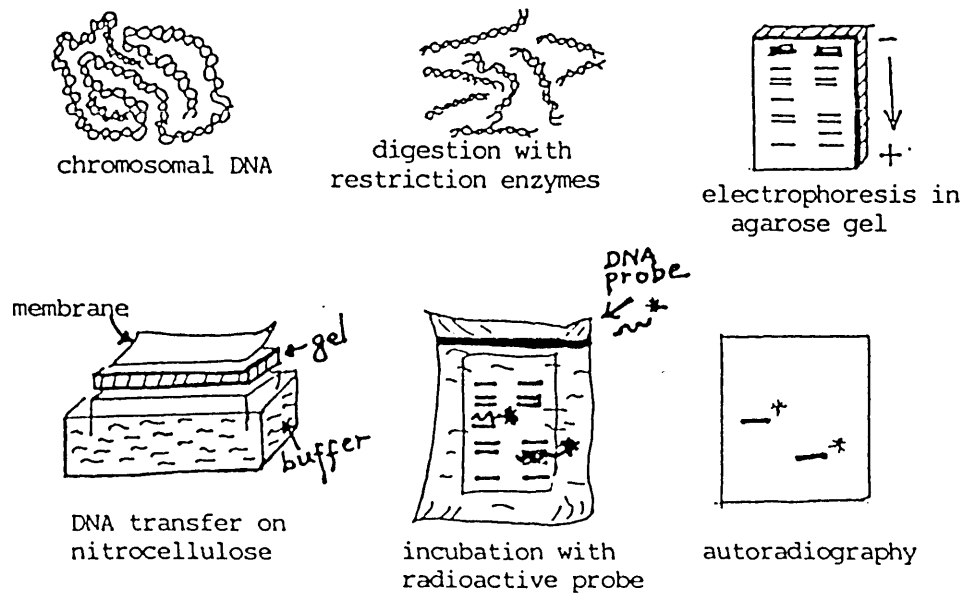 chromosomal DNA
digestion with
restriction enzymes
−
+
electrophoresis in
agarose gel
membrane
gel
buffer
DNA transfer on
nitrocellulose
DNA
probe
incubation with
radioactive probe
autoradiography